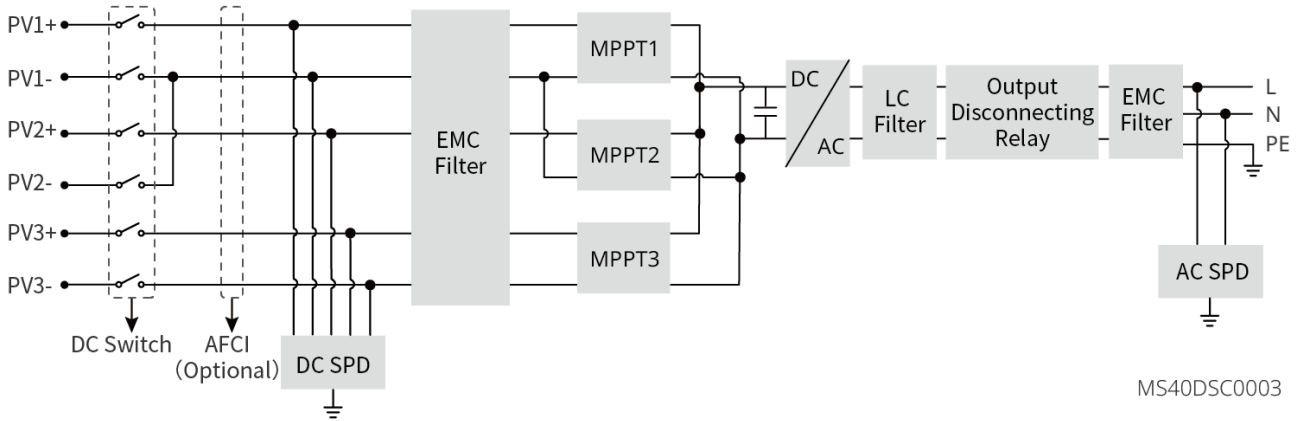 PV1+
PV1-
PV2+
PV2-
PV3+
PV3-
DC Switch
AFCI
(Optional)
DC SPD
EMC
Filter
MPPT1
MPPT2
MPPT3
DC
AC
LC
Filter
Output
Disconnecting
Relay
EMC
Filter
L
N
PE
AC SPD
MS40DSC0003